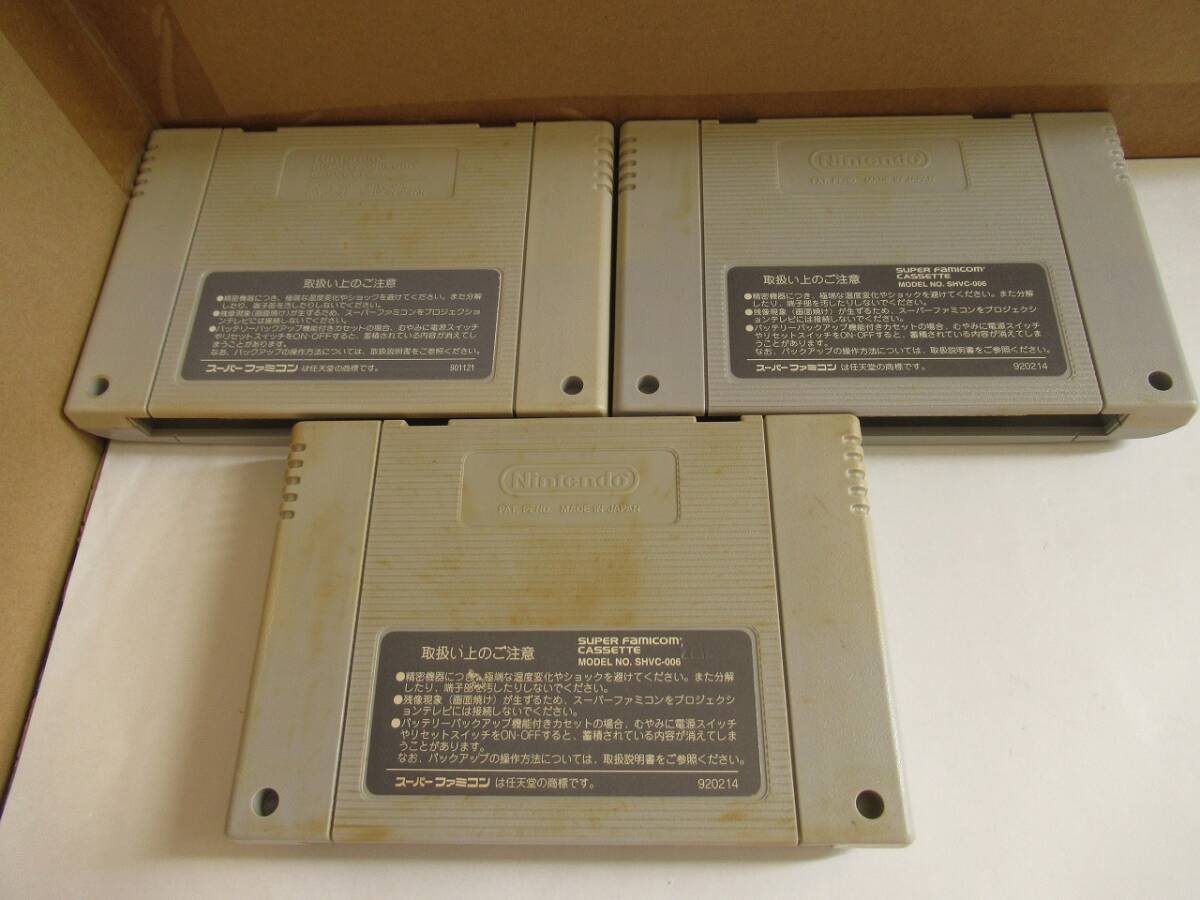 Nintendo
取扱い上のご注意
●精密機器につき、極端な温度変化やショックを避けてください。また分解
したり、端子部を汚したりしないでください。
●残像現象(画面焼け)が生ずるため、スーパーファミコンをプロジェクショ
ンテレビには接続しないでください。
●バッテリーバックアップ機能付きカセットの場合、むやみに電源スイッチ
やリセットスイッチをON・OFFすると、蓄積されている内容が消えてし
まうことがあります。
なお、バックアップの操作方法については、取扱説明書をご参照ください。
スーパーファミコン は任天堂の商標です。 901121
Nintendo
PAT. PEND. MADE IN JAPAN
取扱い上のご注意
SUPER FAMICOM
CASSETTE
MODEL NO. SHVC-006
●精密機器につき、極端な温度変化やショックを避けてください。また分解
したり、端子部を汚したりしないでください。
●残像現象(画面焼け)が生ずるため、スーパーファミコンをプロジェクシ
ョンテレビには接続しないでください。
●バッテリーバックアップ機能付きカセットの場合、むやみに電源スイッチ
やリセットスイッチをON・OFFすると、蓄積されている内容が消えてしま
うことがあります。
なお、バックアップの操作方法については、取扱説明書をご参照ください。
スーパーファミコン は任天堂の商標です。 920214
Nintendo
PAT. PEND. MADE IN JAPAN
取扱い上のご注意
SUPER FAMICOM
CASSETTE
MODEL NO. SHVC-006
●精密機器につき、極端な温度変化やショックを避けてください。また分解
したり、端子部を汚したりしないでください。
●残像現象(画面焼け)が生ずるため、スーパーファミコンをプロジェクシ
ョンテレビには接続しないでください。
●バッテリーバックアップ機能付きカセットの場合、むやみに電源スイッチ
やリセットスイッチをON・OFFすると、蓄積されている内容が消えてしま
うことがあります。
なお、バックアップの操作方法については、取扱説明書をご参照ください。
スーパーファミコン は任天堂の商標です。 920214